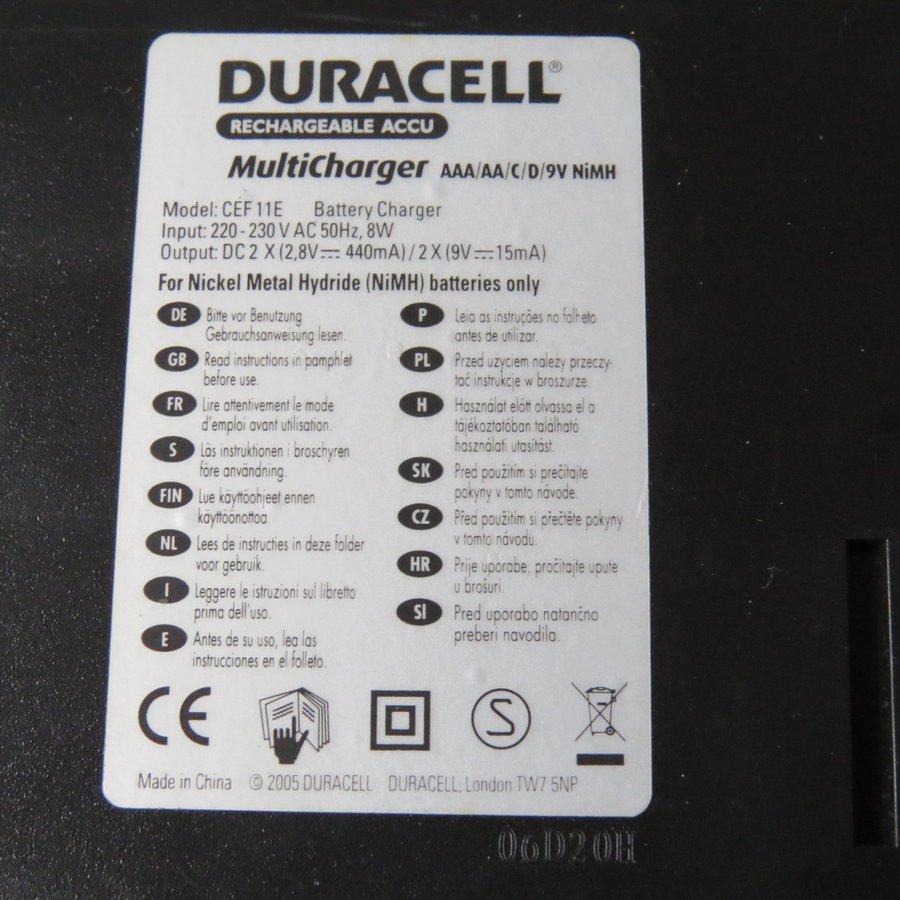 DURACELL®
RECHARGEABLE ACCU
MultiCharger AAA/AA/C/D/9V NiMH
Model: CEF 11E Battery Charger
Input: 220 - 230 V AC 50Hz, 8W
Output: DC 2 X (2,8V⎓ 440mA) / 2 X (9V⎓15mA)
For Nickel Metal Hydride (NiMH) batteries only
DE Bitte vor Benutzung
Gebrauchsanweisung lesen.
GB Read instructions in pamphlet
before use.
FR Lire attentivement le mode
d'emploi avant utilisation.
S Läs instruktionen i broschyren
före användning.
FIN Lue käyttöohjeet ennen
käyttöönottoa.
NL Lees de instructies in deze folder
voor gebruik.
I Leggere le istruzioni sul libretto
prima dell'uso.
E Antes de su uso, lea las
instrucciones en el folleto.
P Leia as instruções no folheto
antes de utilizar.
PL Przed użyciem należy przeczy-
tać instrukcje w broszurze.
H Használat előtt olvassa el a
tájékoztatóban található
használati utasítást.
SK Pred použitím si prečítajte
pokyny v tomto návode.
CZ Před použitím si přečtěte pokyny
v tomto návodu.
HR Prije uporabe, pročitajte upute
u brošuri.
SI Pred uporabo natančno
preberi navodila.
CE
S
Made in China © 2005 DURACELL DURACELL, London TW7 5NP
06D20H